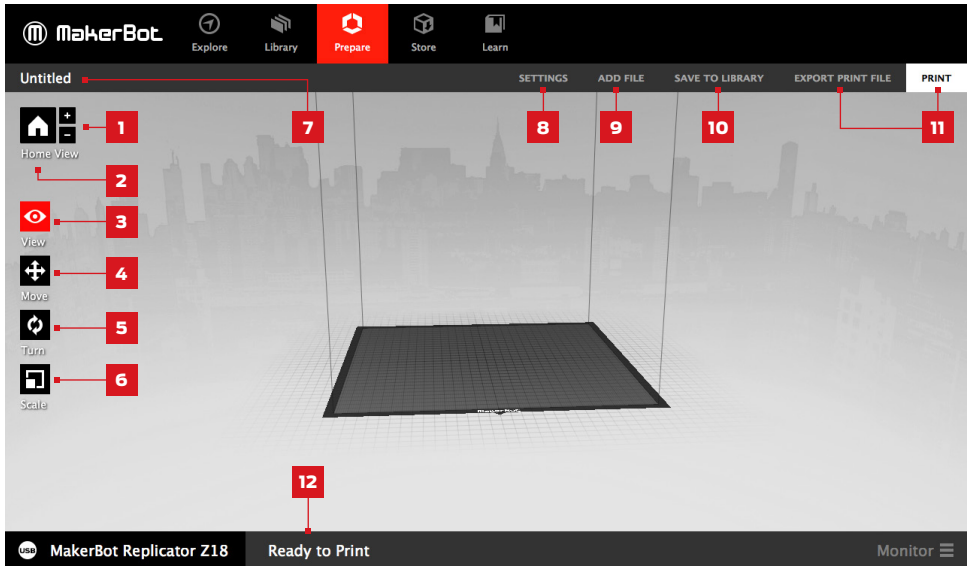 MakerBot
Explore
Library
Prepare
Store
Learn
Untitled
SETTINGS
ADD FILE
SAVE TO LIBRARY
EXPORT PRINT FILE
PRINT
+
-
1
7
8
9
10
11
Home View
2
3
View
4
Move
5
Turn
6
Scale
MakerBot
12
USB MakerBot Replicator Z18
Ready to Print
Monitor